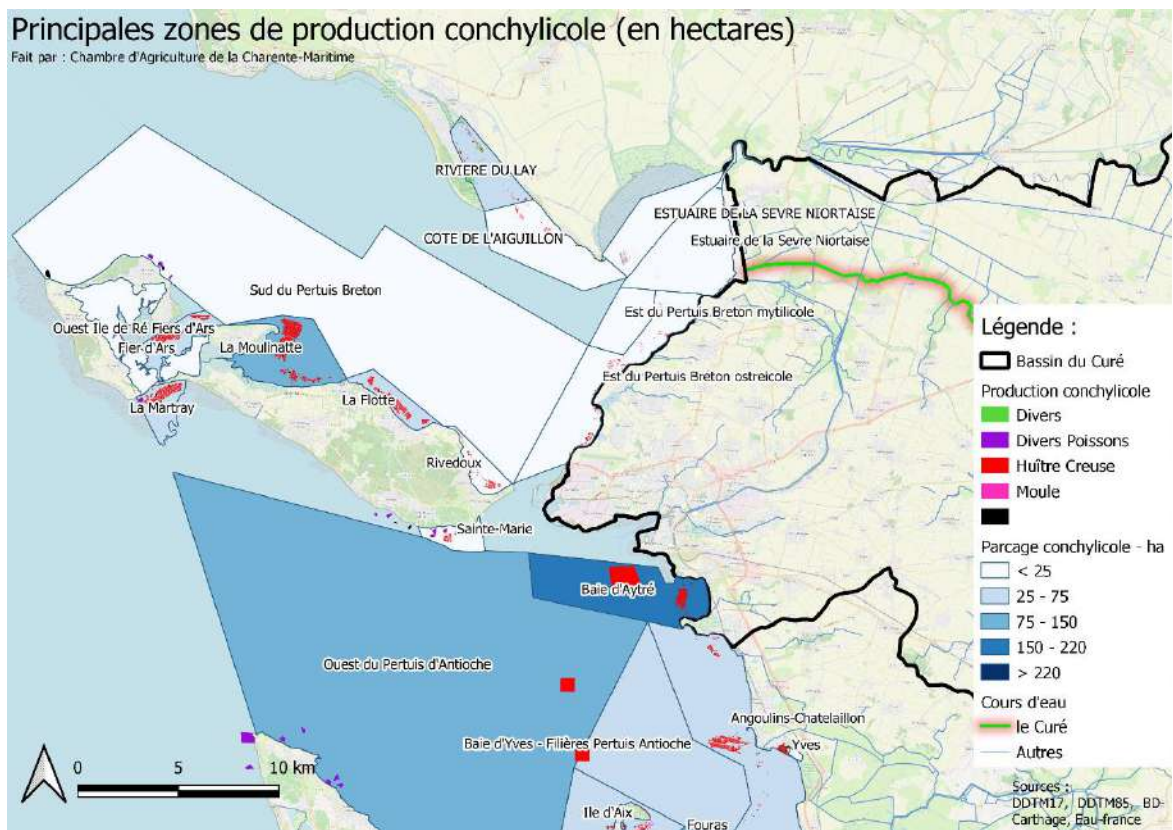 Principales zones de production conchylicole (en hectares)
Fait par : Chambre d'Agriculture de la Charente-Maritime
RIVIERE DU LAY
ESTUAIRE DE LA SEVRE NIORTAISE
COTE DE L'AIGUILLON
Estuaire de la Sevre Niortaise
Sud du Pertuis Breton
Est du Pertuis Breton mytilicole
Ouest Ile de Ré Fiers d'Ars
Fier d'Ars
La Moulinatte
Est du Pertuis Breton ostreicole
La Martray
La Flotte
Rivedoux
Sainte-Marie
Baie d'Aytré
Ouest du Pertuis d'Antioche
Angoulins-Chatelaillon
Baie d'Yves - Filières Pertuis Antioche
Yves
Ile d'Aix
Fouras
0 5 10 km
Légende :
Bassin du Curé
Production conchylicole
Divers
Divers Poissons
Huître Creuse
Moule
Parcage conchylicole - ha
< 25
25 - 75
75 - 150
150 - 220
> 220
Cours d'eau
le Curé
Autres
Sources :
DDTM17, DDTM85, BD-
Carthage, Eau-france